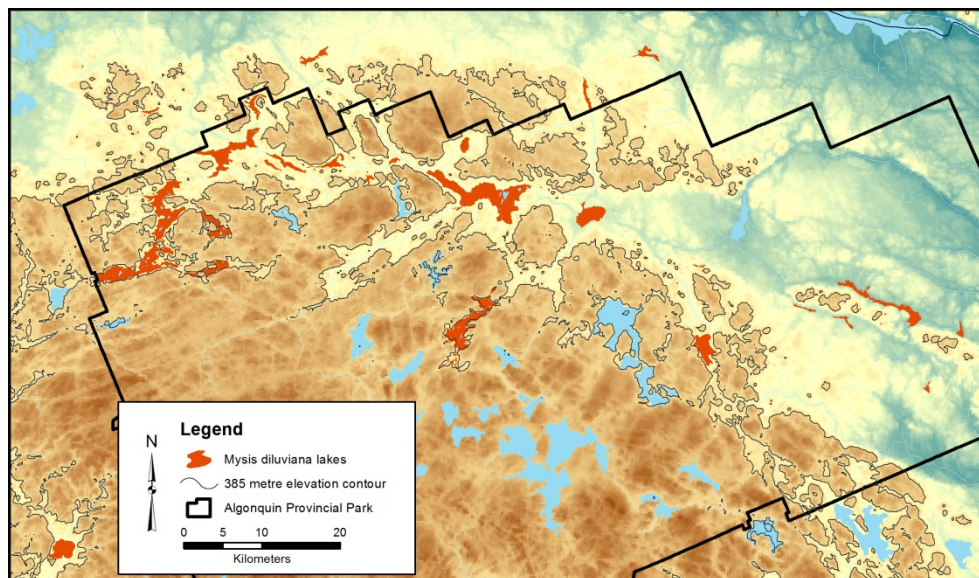 Legend
N
Mysis diluviana lakes
385 metre elevation contour
Algonquin Provincial Park
0 5 10 20
Kilometers